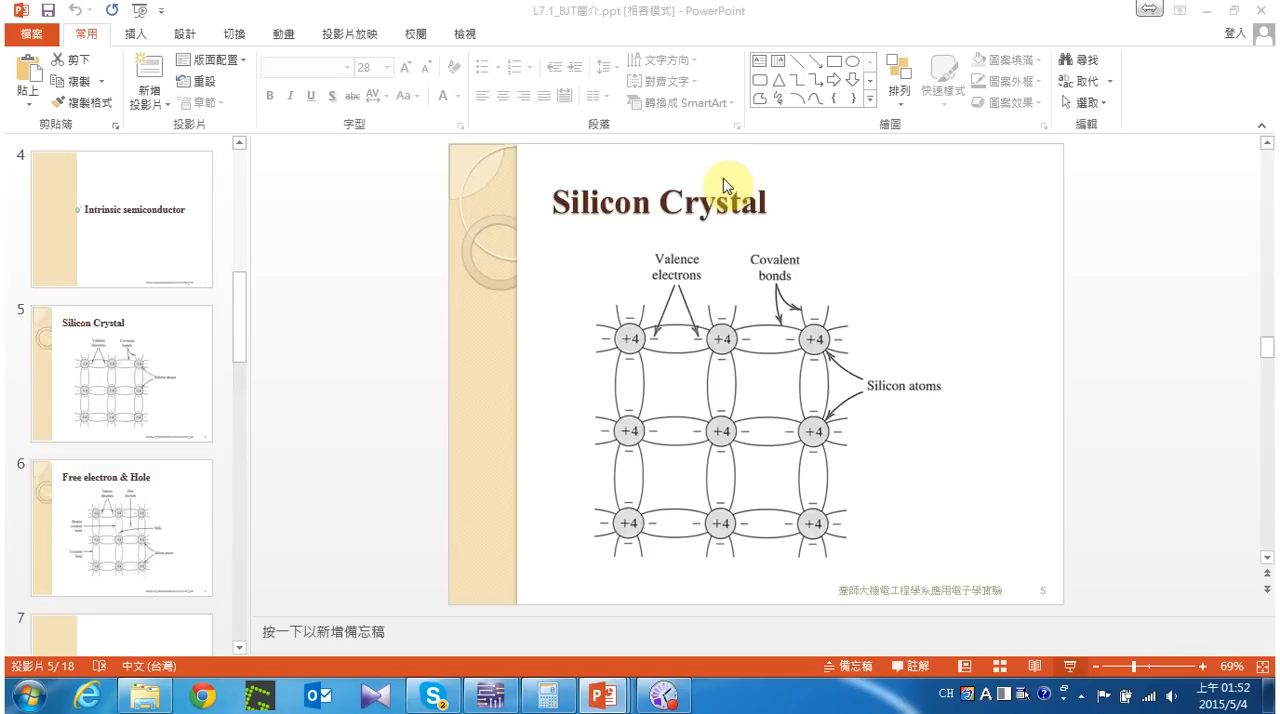 L7.1_BJT簡介.ppt [相容模式] - PowerPoint
檔案 常用 插入 設計 切換 動畫 投影片放映 校閱 檢視 登入
貼上 剪下 複製 複製格式 剪貼簿
新增投影片 版面配置 重設 章節 投影片
28 B I U S abc AV Aa A 字型
文字方向 對齊文字 轉換成 SmartArt 段落
排列 快速樣式 圖案填滿 圖案外框 圖案效果 繪圖
尋找 取代 選取 編輯
4
Intrinsic semiconductor
5
Silicon Crystal
6
Free electron & Hole
7
Silicon Crystal
Valence electrons
Covalent bonds
+4 +4 +4
Silicon atoms
+4 +4 +4
+4 +4 +4
臺師大機電工程學系應用電子學實驗 5
按一下以新增備忘稿
投影片 5/18 中文 (台灣) 備忘稿 註解 69%
CH 上午 01:52
2015/5/4